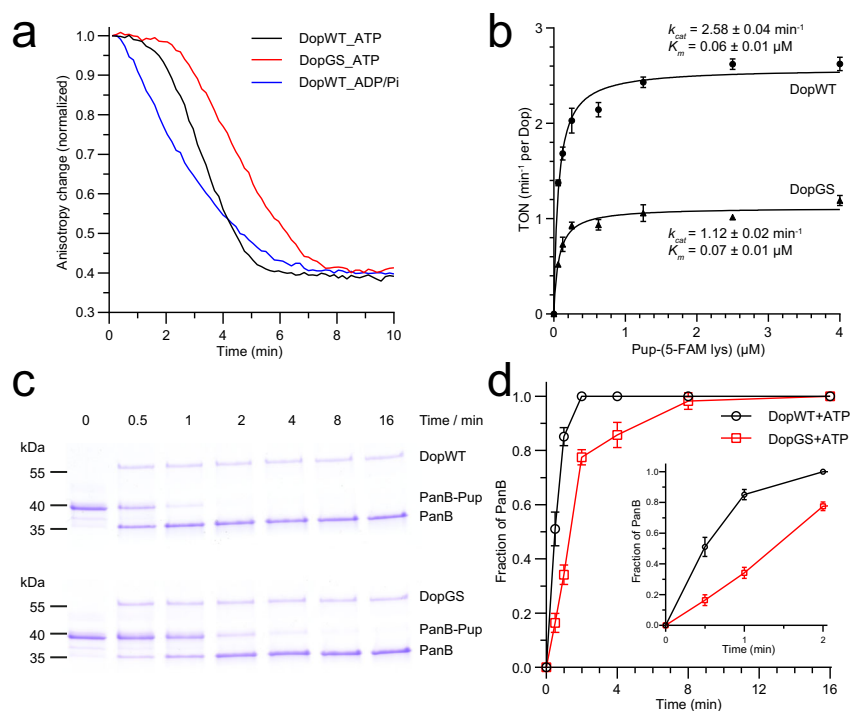 a
DopWT_ATP
DopGS_ATP
DopWT_ADP/Pi
Anisotropy change (normalized)
1.0
0.9
0.8
0.7
0.6
0.5
0.4
0.3
0 2 4 6 8 10
Time (min)
b
kcat = 2.58 ± 0.04 min⁻¹
Km = 0.06 ± 0.01 µM
DopWT
DopGS
kcat = 1.12 ± 0.02 min⁻¹
Km = 0.07 ± 0.01 µM
TON (min⁻¹ per Dop)
3
2
1
0
0 1 2 3 4
Pup-(5-FAM lys) (µM)
c
0 0.5 1 2 4 8 16 Time / min
kDa
55
40
35
DopWT
PanB-Pup
PanB
kDa
55
40
35
DopGS
PanB-Pup
PanB
d
DopWT+ATP
DopGS+ATP
Fraction of PanB
1.0
0.8
0.6
0.4
0.2
0.0
0 4 8 12 16
Time (min)
Fraction of PanB
1.0
0.8
0.6
0.4
0.2
0.0
0 1 2
Time (min)